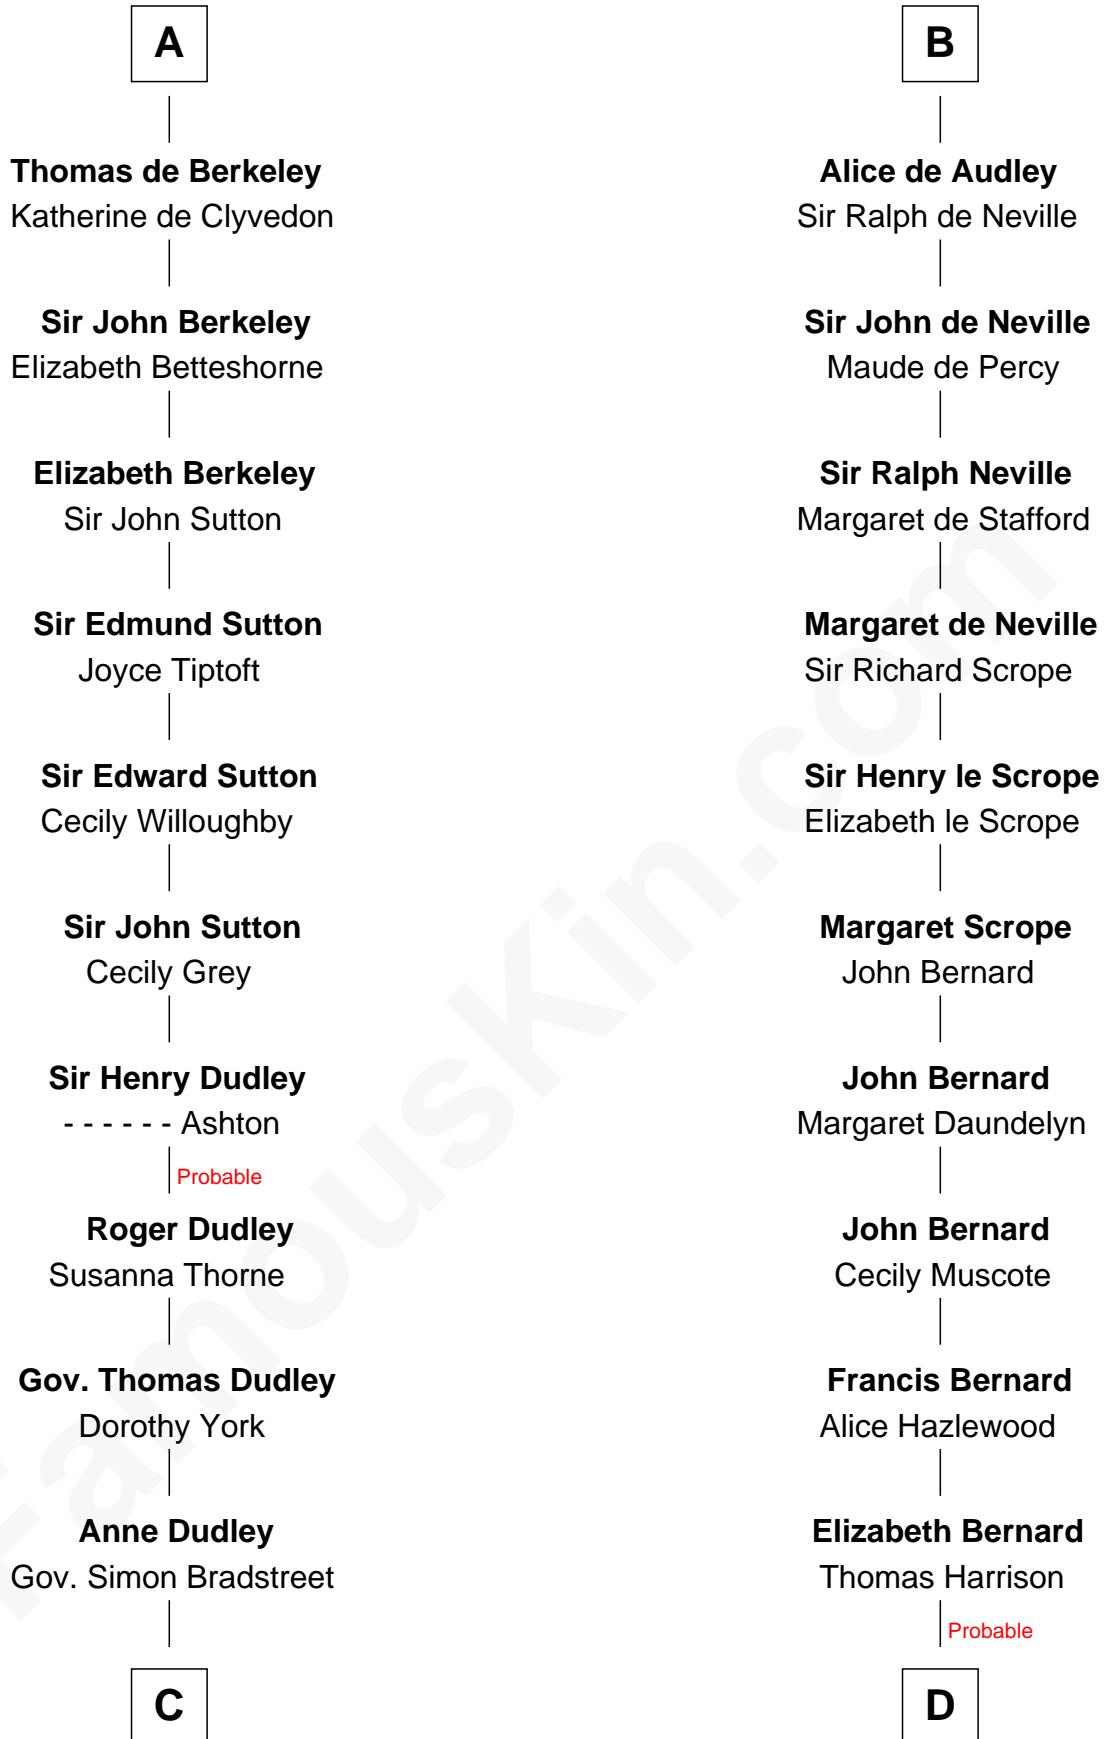 A
Thomas de Berkeley
Katherine de Clyvedon
Sir John Berkeley
Elizabeth Betteshorne
Elizabeth Berkeley
Sir John Sutton
Sir Edmund Sutton
Joyce Tiptoft
Sir Edward Sutton
Cecily Willoughby
Sir John Sutton
Cecily Grey
Sir Henry Dudley
- - - - - - Ashton
Probable
Roger Dudley
Susanna Thorne
Gov. Thomas Dudley
Dorothy York
Anne Dudley
Gov. Simon Bradstreet
C
B
Alice de Audley
Sir Ralph de Neville
Sir John de Neville
Maude de Percy
Sir Ralph Neville
Margaret de Stafford
Margaret de Neville
Sir Richard Scrope
Sir Henry le Scrope
Elizabeth le Scrope
Margaret Scrope
John Bernard
John Bernard
Margaret Daundelyn
John Bernard
Cecily Muscote
Francis Bernard
Alice Hazlewood
Elizabeth Bernard
Thomas Harrison
Probable
D
FamousKin.com